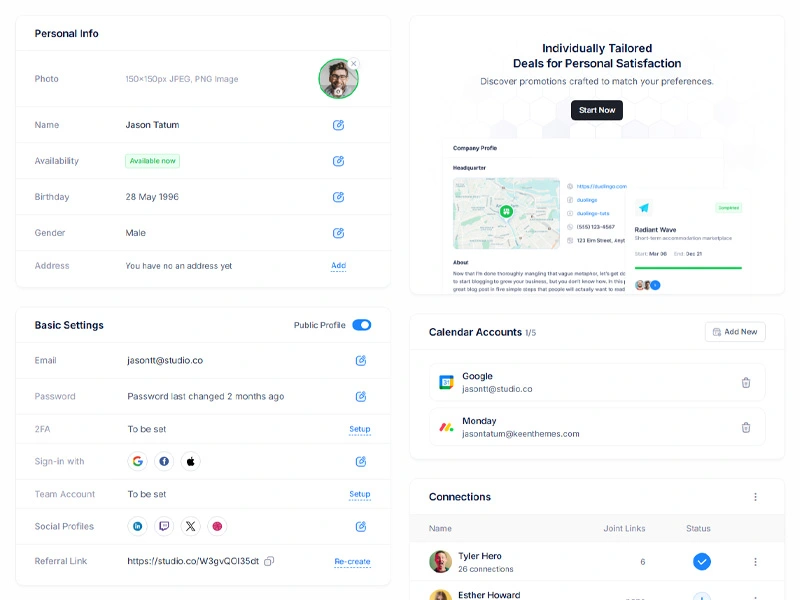 Personal Info
Photo
150×150px JPEG, PNG Image
Name
Jason Tatum
Availability
Available now
Birthday
28 May 1996
Gender
Male
Address
You have no an address yet
Add
Basic Settings
Public Profile
Email
jasontt@studio.co
Password
Password last changed 2 months ago
2FA
To be set
Setup
Sign-in with
Team Account
To be set
Setup
Social Profiles
Referral Link
https://studio.co/W3gvQOI35dt
Re-create
Individually Tailored
Deals for Personal Satisfaction
Discover promotions crafted to match your preferences.
Start Now
Company Profile
Headquarter
https://duolingo.com
duolingo
duolingo-tuts
(555) 123-4567
123 Elm Street, Anyt
About
Now that I'm done thoroughly mangling that vague metaphor, let's get do
to start blogging to grow your business, but you don't know how. In this p
great blog post in five simple steps that people will actually want to read
Completed
Radiant Wave
Short-term accommodation marketplace
Start: Mar 06 End: Dec 21
Calendar Accounts 1/5
Add New
Google
jasontt@studio.co
Monday
jasontatum@keenthemes.com
Connections
Name Joint Links Status
Tyler Hero
26 connections
6
Esther Howard